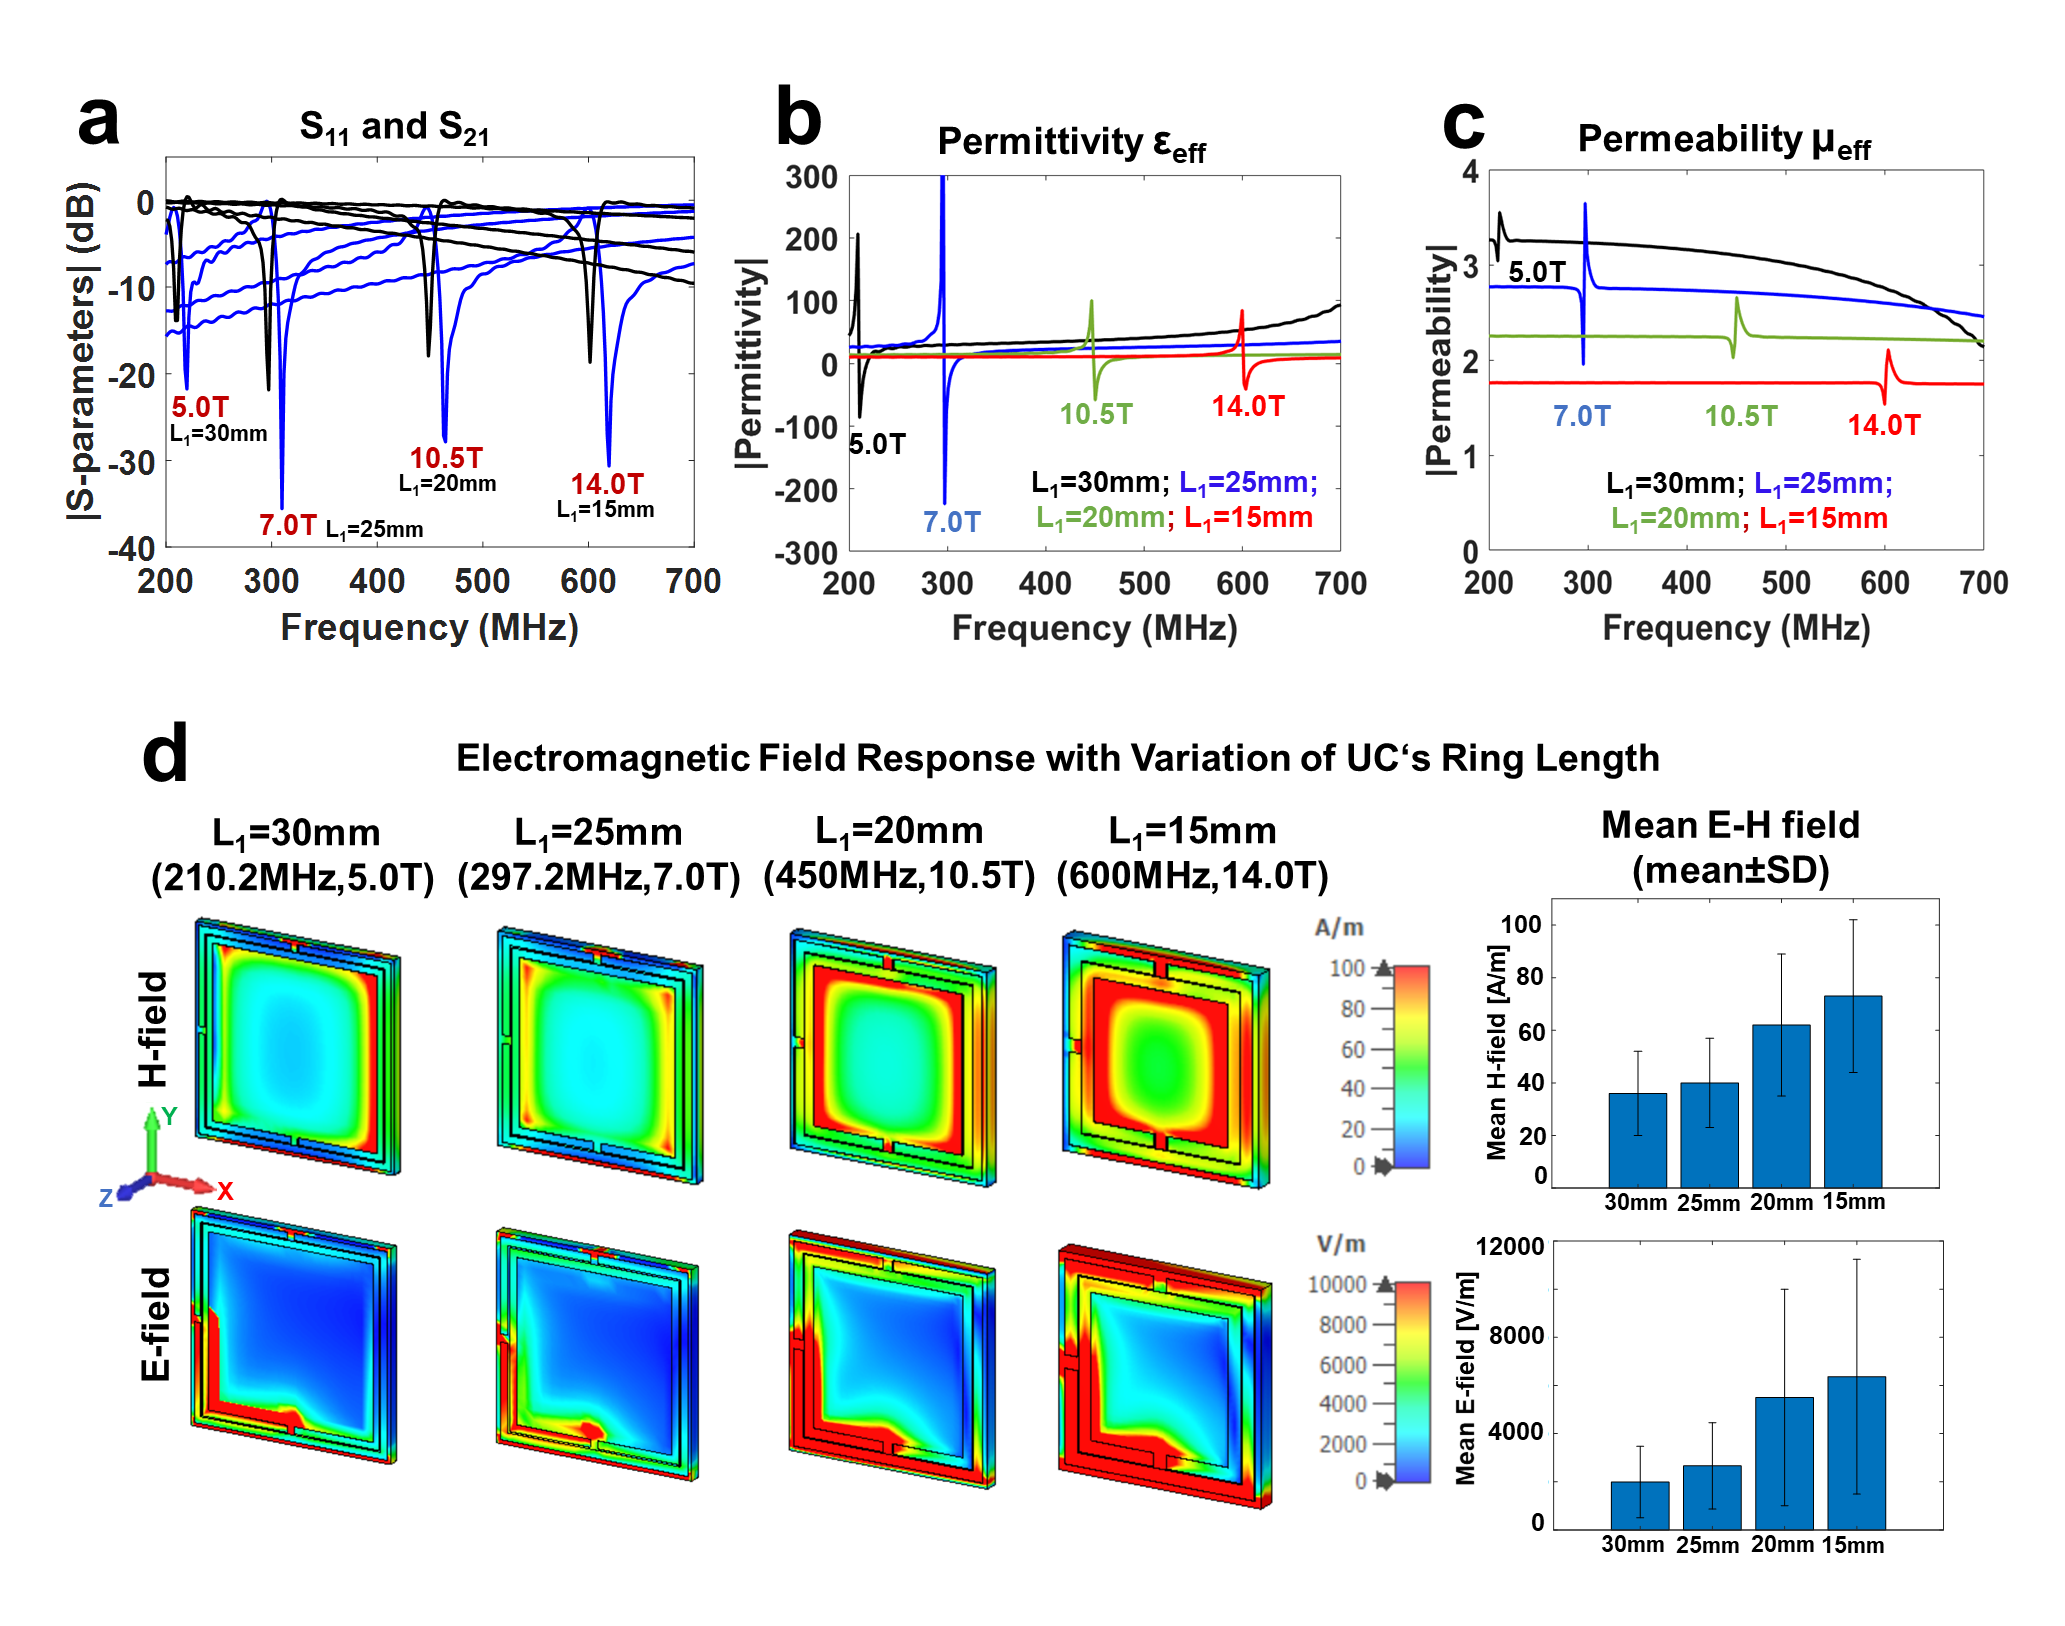 a
S11 and S21
|S-parameters| (dB)
0
-10
-20
-30
-40
5.0T
L1=30mm
7.0T L1=25mm
10.5T
L1=20mm
14.0T
L1=15mm
200 300 400 500 600 700
Frequency (MHz)
b
Permittivity εeff
|Permittivity|
300
200
100
0
-100
-200
-300
5.0T
7.0T
10.5T
14.0T
L1=30mm; L1=25mm;
L1=20mm; L1=15mm
200 300 400 500 600 700
Frequency (MHz)
c
Permeability μeff
|Permeability|
4
3
2
1
0
5.0T
7.0T
10.5T
14.0T
L1=30mm; L1=25mm;
L1=20mm; L1=15mm
200 300 400 500 600 700
Frequency (MHz)
d
Electromagnetic Field Response with Variation of UC‘s Ring Length
L1=30mm
(210.2MHz,5.0T)
L1=25mm
(297.2MHz,7.0T)
L1=20mm
(450MHz,10.5T)
L1=15mm
(600MHz,14.0T)
H-field
A/m
100
80
60
40
20
0
Y
X
Z
E-field
V/m
10000
8000
6000
4000
2000
0
Mean E-H field
(mean±SD)
Mean H-field [A/m]
100
80
60
40
20
0
30mm 25mm 20mm 15mm
Mean E-field [V/m]
12000
8000
4000
0
30mm 25mm 20mm 15mm